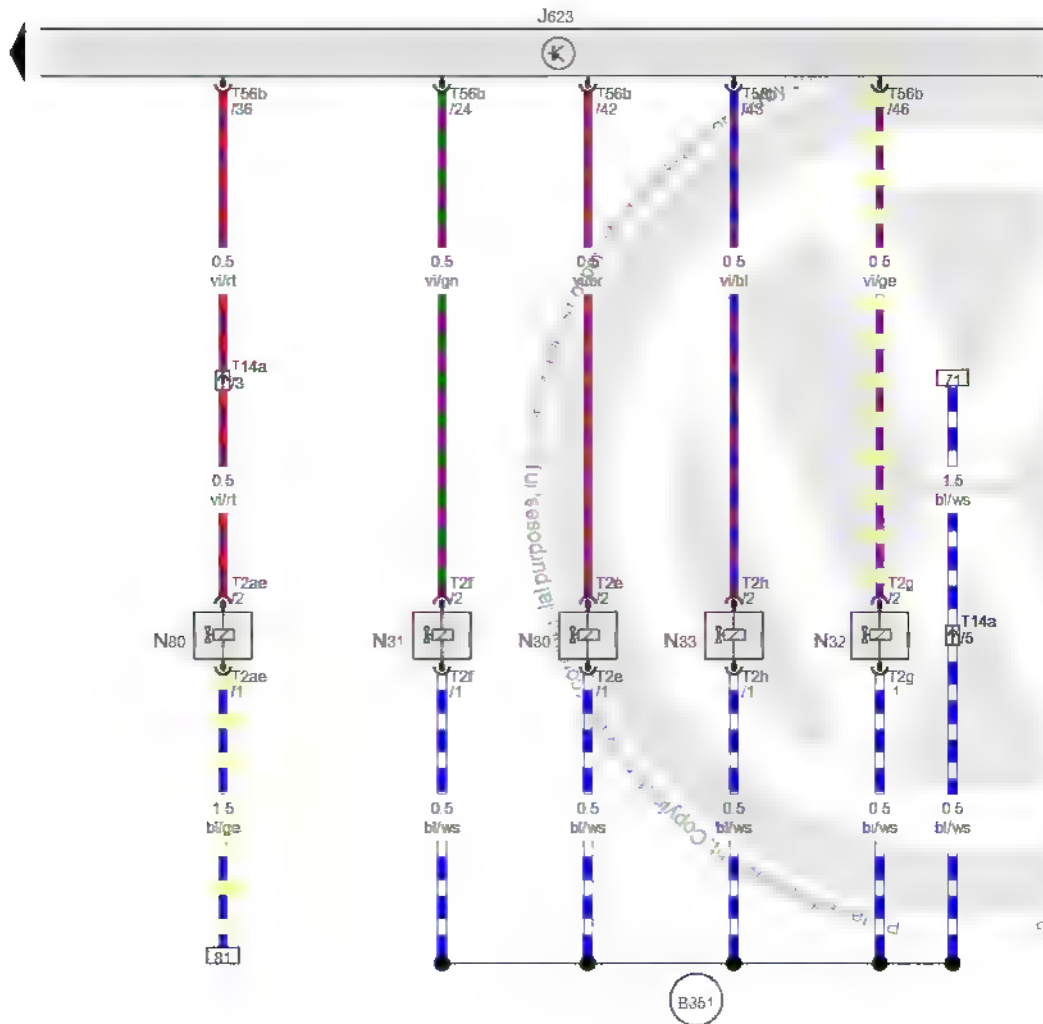 J623
K
T56b
/36
T56b
/24
T56b
/42
/43
T56b
/46
0.5
vi/rt
0.5
vi/gn
0.5
0.5
vi/bl
0.5
vi/ge
T14a
/3
71
0.5
vi/rt
1.5
bl/ws
T2ae
/2
T2f
/2
T2e
/2
T2h
/2
T2g
/2
N80
N31
N30
N33
N32
T14a
/5
T2ae
/1
T2f
/1
T2e
/1
T2h
/1
T2g
1
1.5
bl/ge
0.5
bl/ws
0.5
bl/ws
0.5
bl/ws
0.5
bl/ws
0.5
bl/ws
81
B351
ial purposes, in